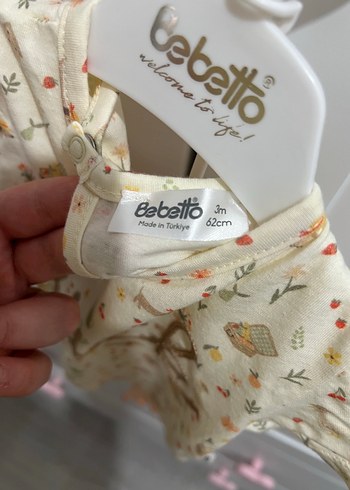 Bebetto
welcome to life!
Bebetto
Made in Türkiye
3m
62cm